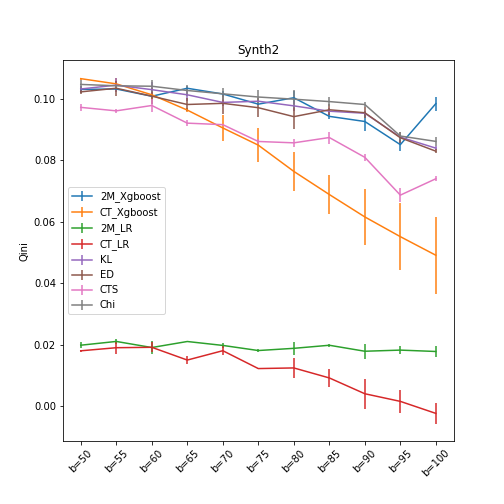 Synth2
Qini
0.10
0.08
0.06
0.04
0.02
0.00
2M_Xgboost
CT_Xgboost
2M_LR
CT_LR
KL
ED
CTS
Chi
b=50
b=55
b=60
b=65
b=70
b=75
b=80
b=85
b=90
b=95
b=100